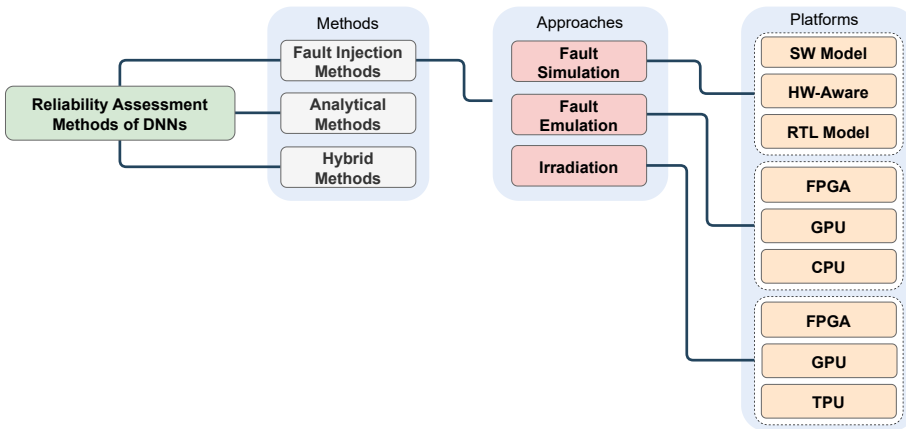 Methods
Approaches
Platforms
Reliability Assessment
Methods of DNNs
Fault Injection
Methods
Analytical
Methods
Hybrid
Methods
Fault
Simulation
Fault
Emulation
Irradiation
SW Model
HW-Aware
RTL Model
FPGA
GPU
CPU
FPGA
GPU
TPU